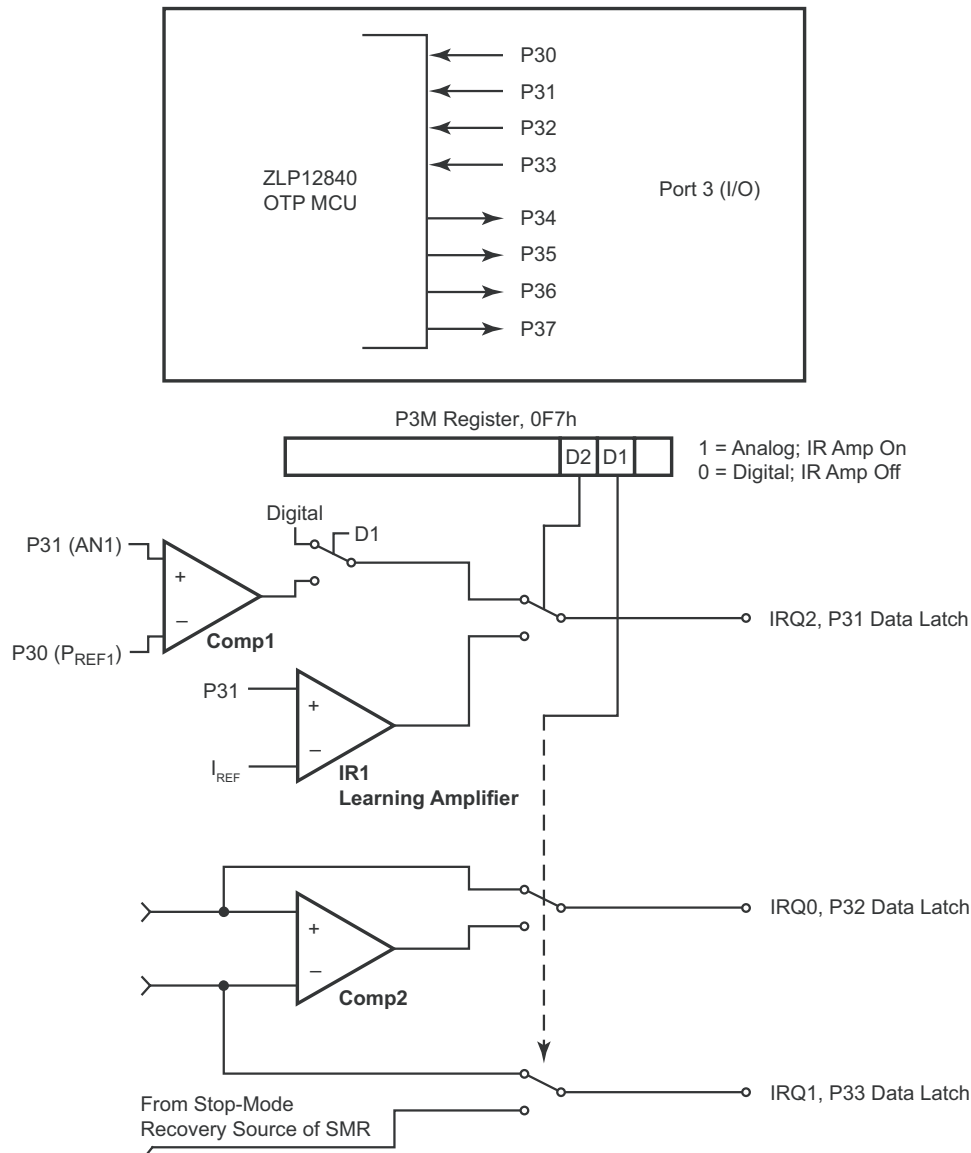 P30
P31
P32
P33
ZLP12840
OTP MCU
Port 3 (I/O)
P34
P35
P36
P37
P3M Register, 0F7h
D2 D1
1 = Analog; IR Amp On
0 = Digital; IR Amp Off
Digital
D1
P31 (AN1)
+
−
P30 (PREF1)
Comp1
IRQ2, P31 Data Latch
P31
+
−
IREF
IR1
Learning Amplifier
IRQ0, P32 Data Latch
+
−
Comp2
IRQ1, P33 Data Latch
From Stop-Mode
Recovery Source of SMR